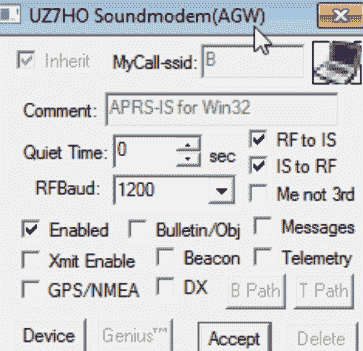 UZ7HO Soundmodem(AGW)
Inherit MyCall-ssid: B
Comment: APRS-IS for Win32
Quiet Time: 0 sec RF to IS
IS to RF
RFBaud: 1200 Me not 3rd
Enabled Bulletin/Obj Messages
Xmit Enable Beacon Telemetry
GPS/NMEA DX B Path T Path
Device Genius™ Accept Delete